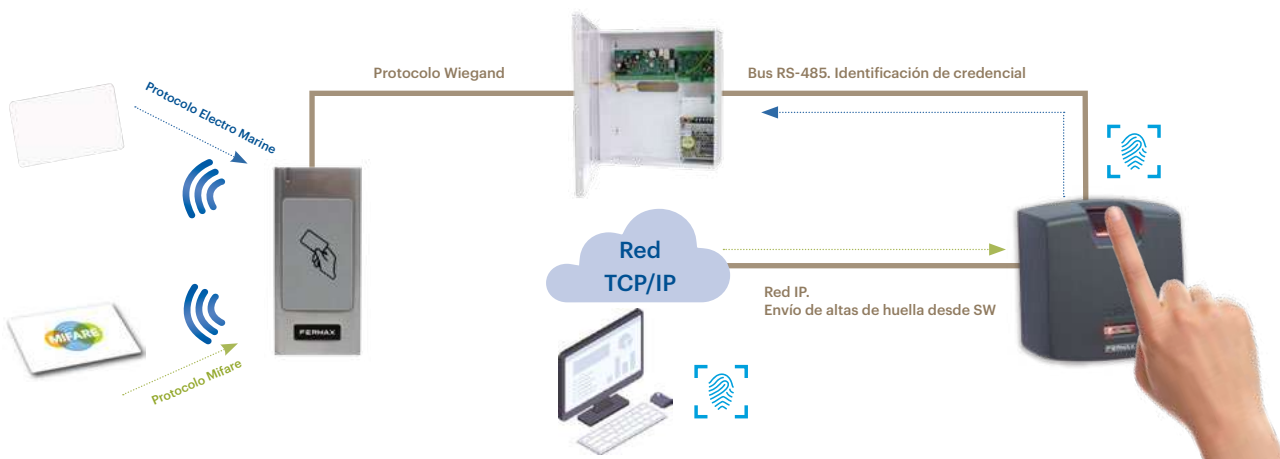 Protocolo Wiegand
Bus RS-485. Identificación de credencial
Protocolo Electro Marine
Red
TCP/IP
Red IP.
Envío de altas de huella desde SW
FERMAX
MIFARE
Protocolo Mifare
FERMAX